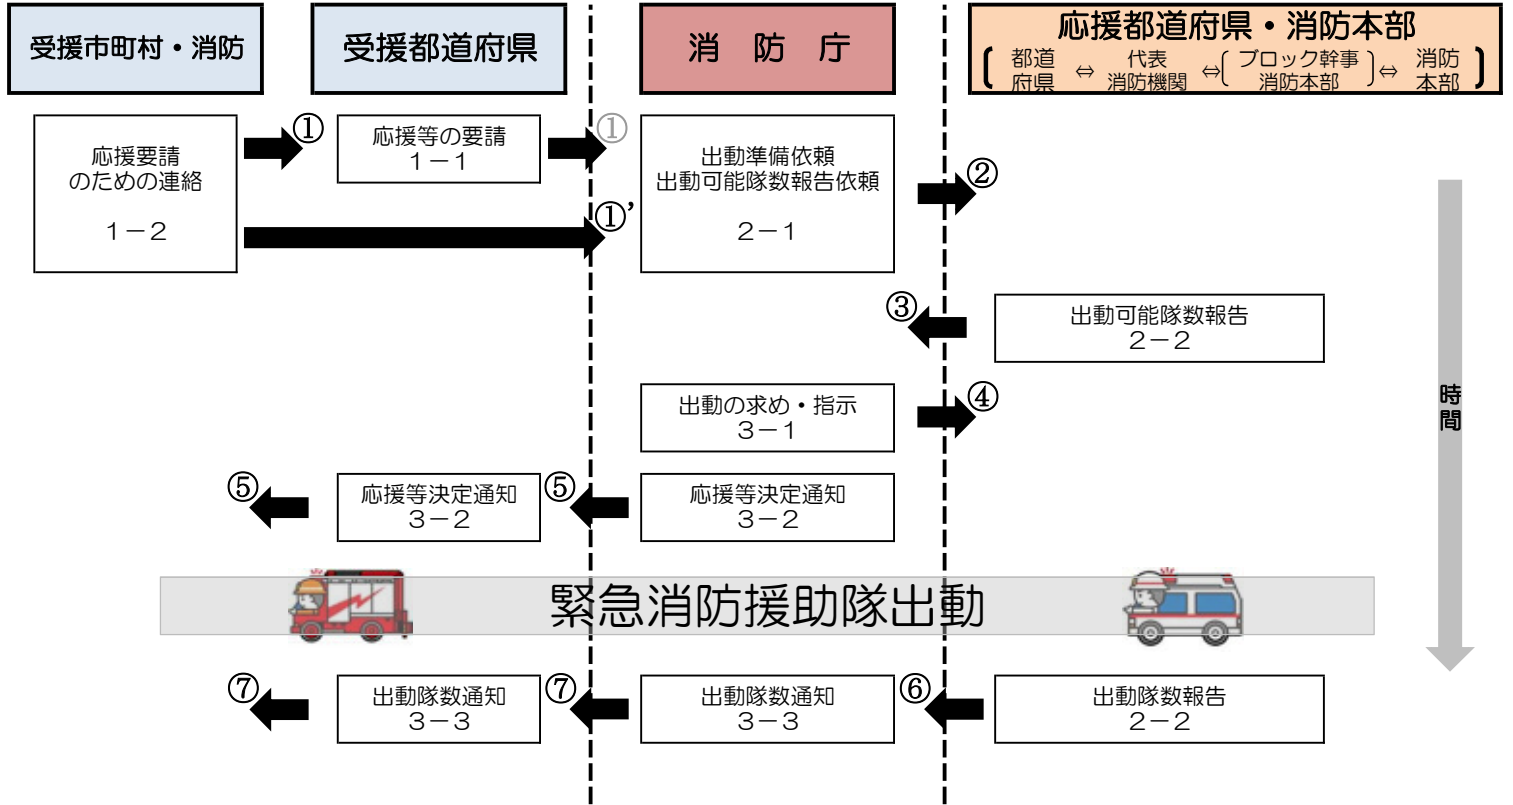 受援市町村・消防
受援都道府県
消　防　庁
応援都道府県・消防本部
都道府県 ⇔ 代表消防機関 ⇔ ブロック幹事消防本部 ⇔ 消防本部
応援要請
のための連絡
１－２
①
応援等の要請
１－１
①
①’
出動準備依頼
出動可能隊数報告依頼
２－１
②
③
出動可能隊数報告
２－２
出動の求め・指示
３－１
④
時間
⑤
応援等決定通知
３－２
⑤
応援等決定通知
３－２
緊急消防援助隊出動
⑦
出動隊数通知
３－３
⑦
出動隊数通知
３－３
⑥
出動隊数報告
２－２